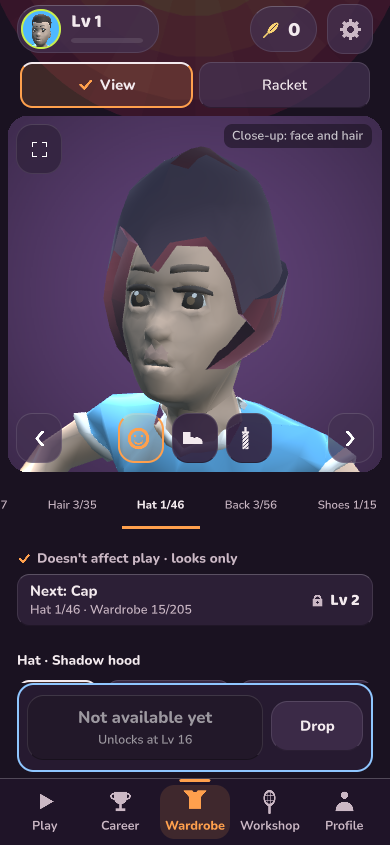 Lv 1
0
View
Racket
Close-up: face and hair
7
Hair 3/35
Hat 1/46
Back 3/56
Shoes 1/15
Doesn't affect play · looks only
Next: Cap
Hat 1/46 · Wardrobe 15/205
Lv 2
Hat · Shadow hood
Not available yet
Unlocks at Lv 16
Drop
Play
Career
Wardrobe
Workshop
Profile